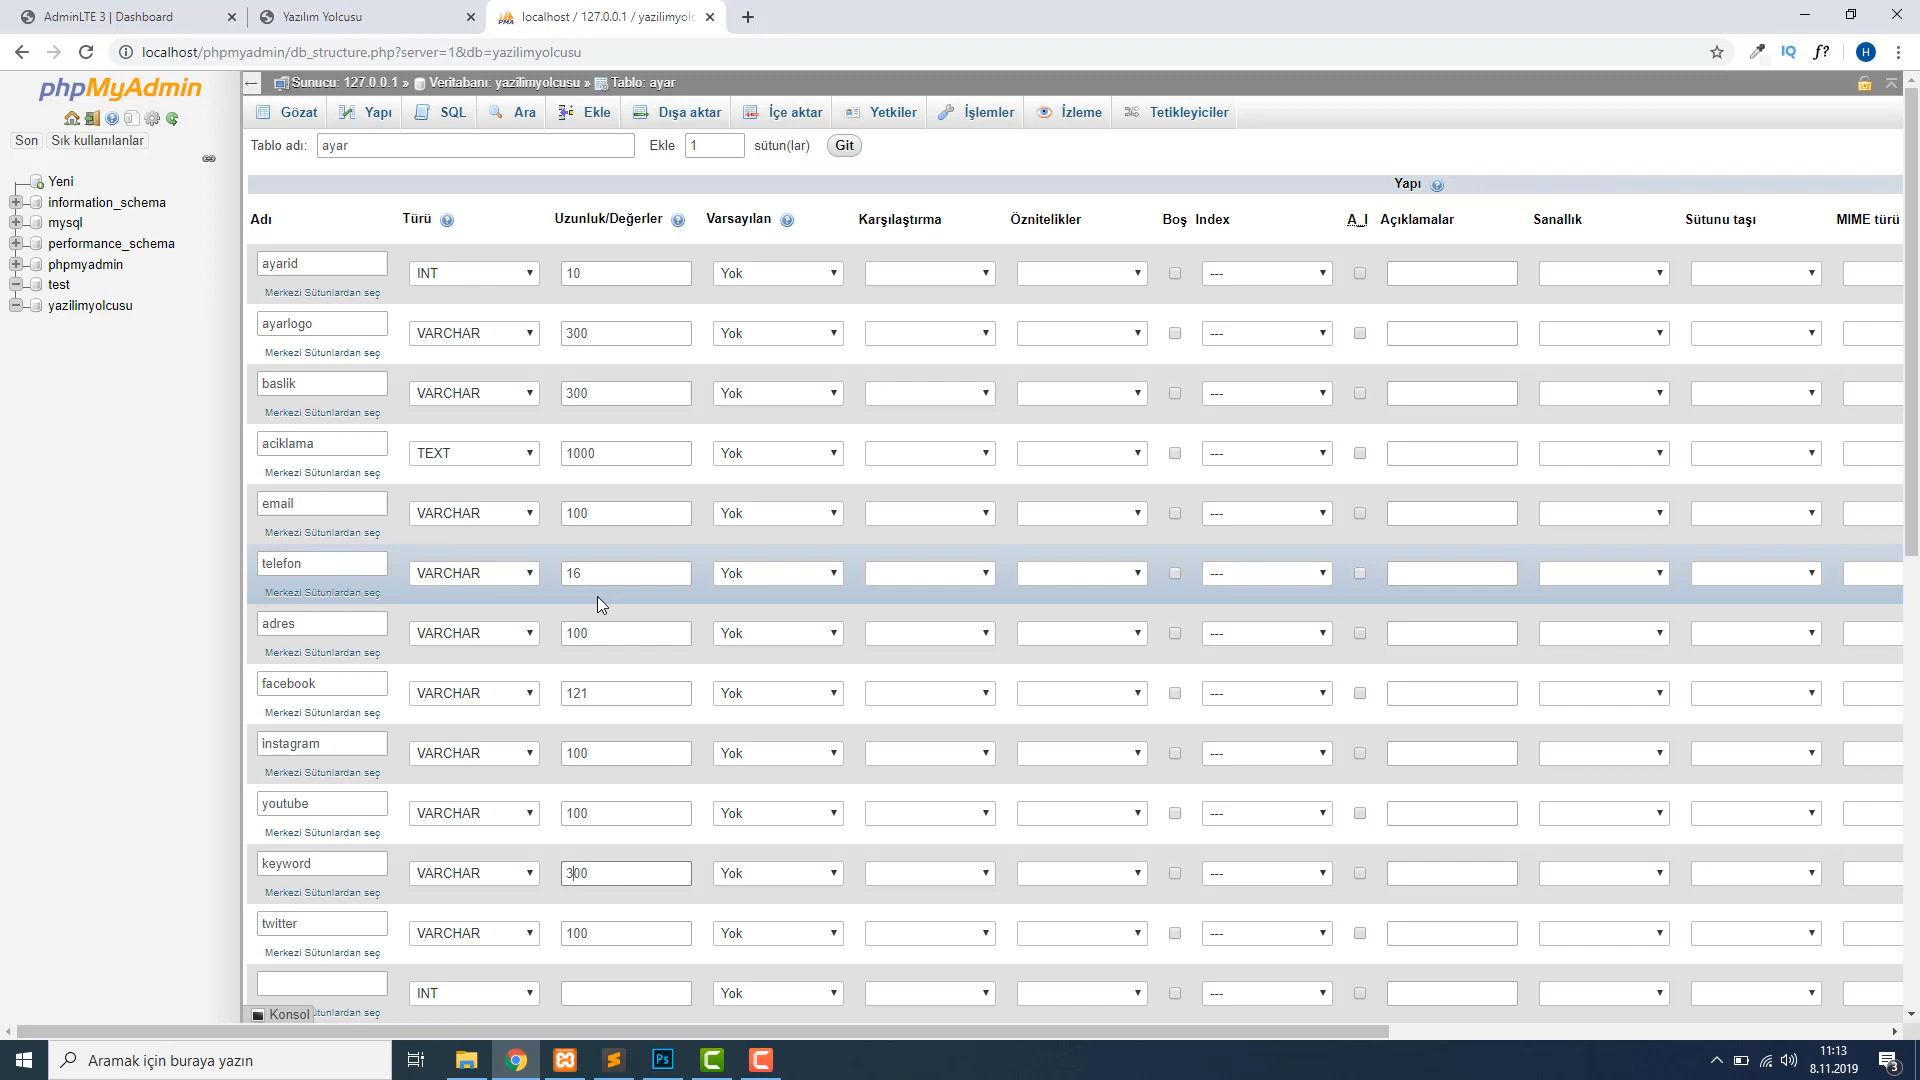 AdminLTE 3 | Dashboard
Yazılım Yolcusu
localhost / 127.0.0.1 / yazilimyolc
localhost/phpmyadmin/db_structure.php?server=1&db=yazilimyolcusu
IQ
f?
H
phpMyAdmin
Sunucu: 127.0.0.1 » Veritabanı: yazilimyolcusu » Tablo: ayar
Gözat Yapı SQL Ara Ekle Dışa aktar İçe aktar Yetkiler İşlemler İzleme Tetikleyiciler
Son Sık kullanılanlar
Yeni
information_schema
mysql
performance_schema
phpmyadmin
test
yazilimyolcusu
Tablo adı: ayar Ekle 1 sütun(lar) Git
Yapı
Adı Türü Uzunluk/Değerler Varsayılan Karşılaştırma Öznitelikler Boş Index A_I Açıklamalar Sanallık Sütunu taşı MIME türü
ayarid INT 10 Yok ---
Merkezi Sütunlardan seç
ayarlogo VARCHAR 300 Yok ---
Merkezi Sütunlardan seç
baslik VARCHAR 300 Yok ---
Merkezi Sütunlardan seç
aciklama TEXT 1000 Yok ---
Merkezi Sütunlardan seç
email VARCHAR 100 Yok ---
Merkezi Sütunlardan seç
telefon VARCHAR 16 Yok ---
Merkezi Sütunlardan seç
adres VARCHAR 100 Yok ---
Merkezi Sütunlardan seç
facebook VARCHAR 121 Yok ---
Merkezi Sütunlardan seç
instagram VARCHAR 100 Yok ---
Merkezi Sütunlardan seç
youtube VARCHAR 100 Yok ---
Merkezi Sütunlardan seç
keyword VARCHAR 300 Yok ---
Merkezi Sütunlardan seç
twitter VARCHAR 100 Yok ---
Merkezi Sütunlardan seç
INT Yok ---
Konsol ütunlardan seç
Aramak için buraya yazın
Ps
11:13
8.11.2019
3